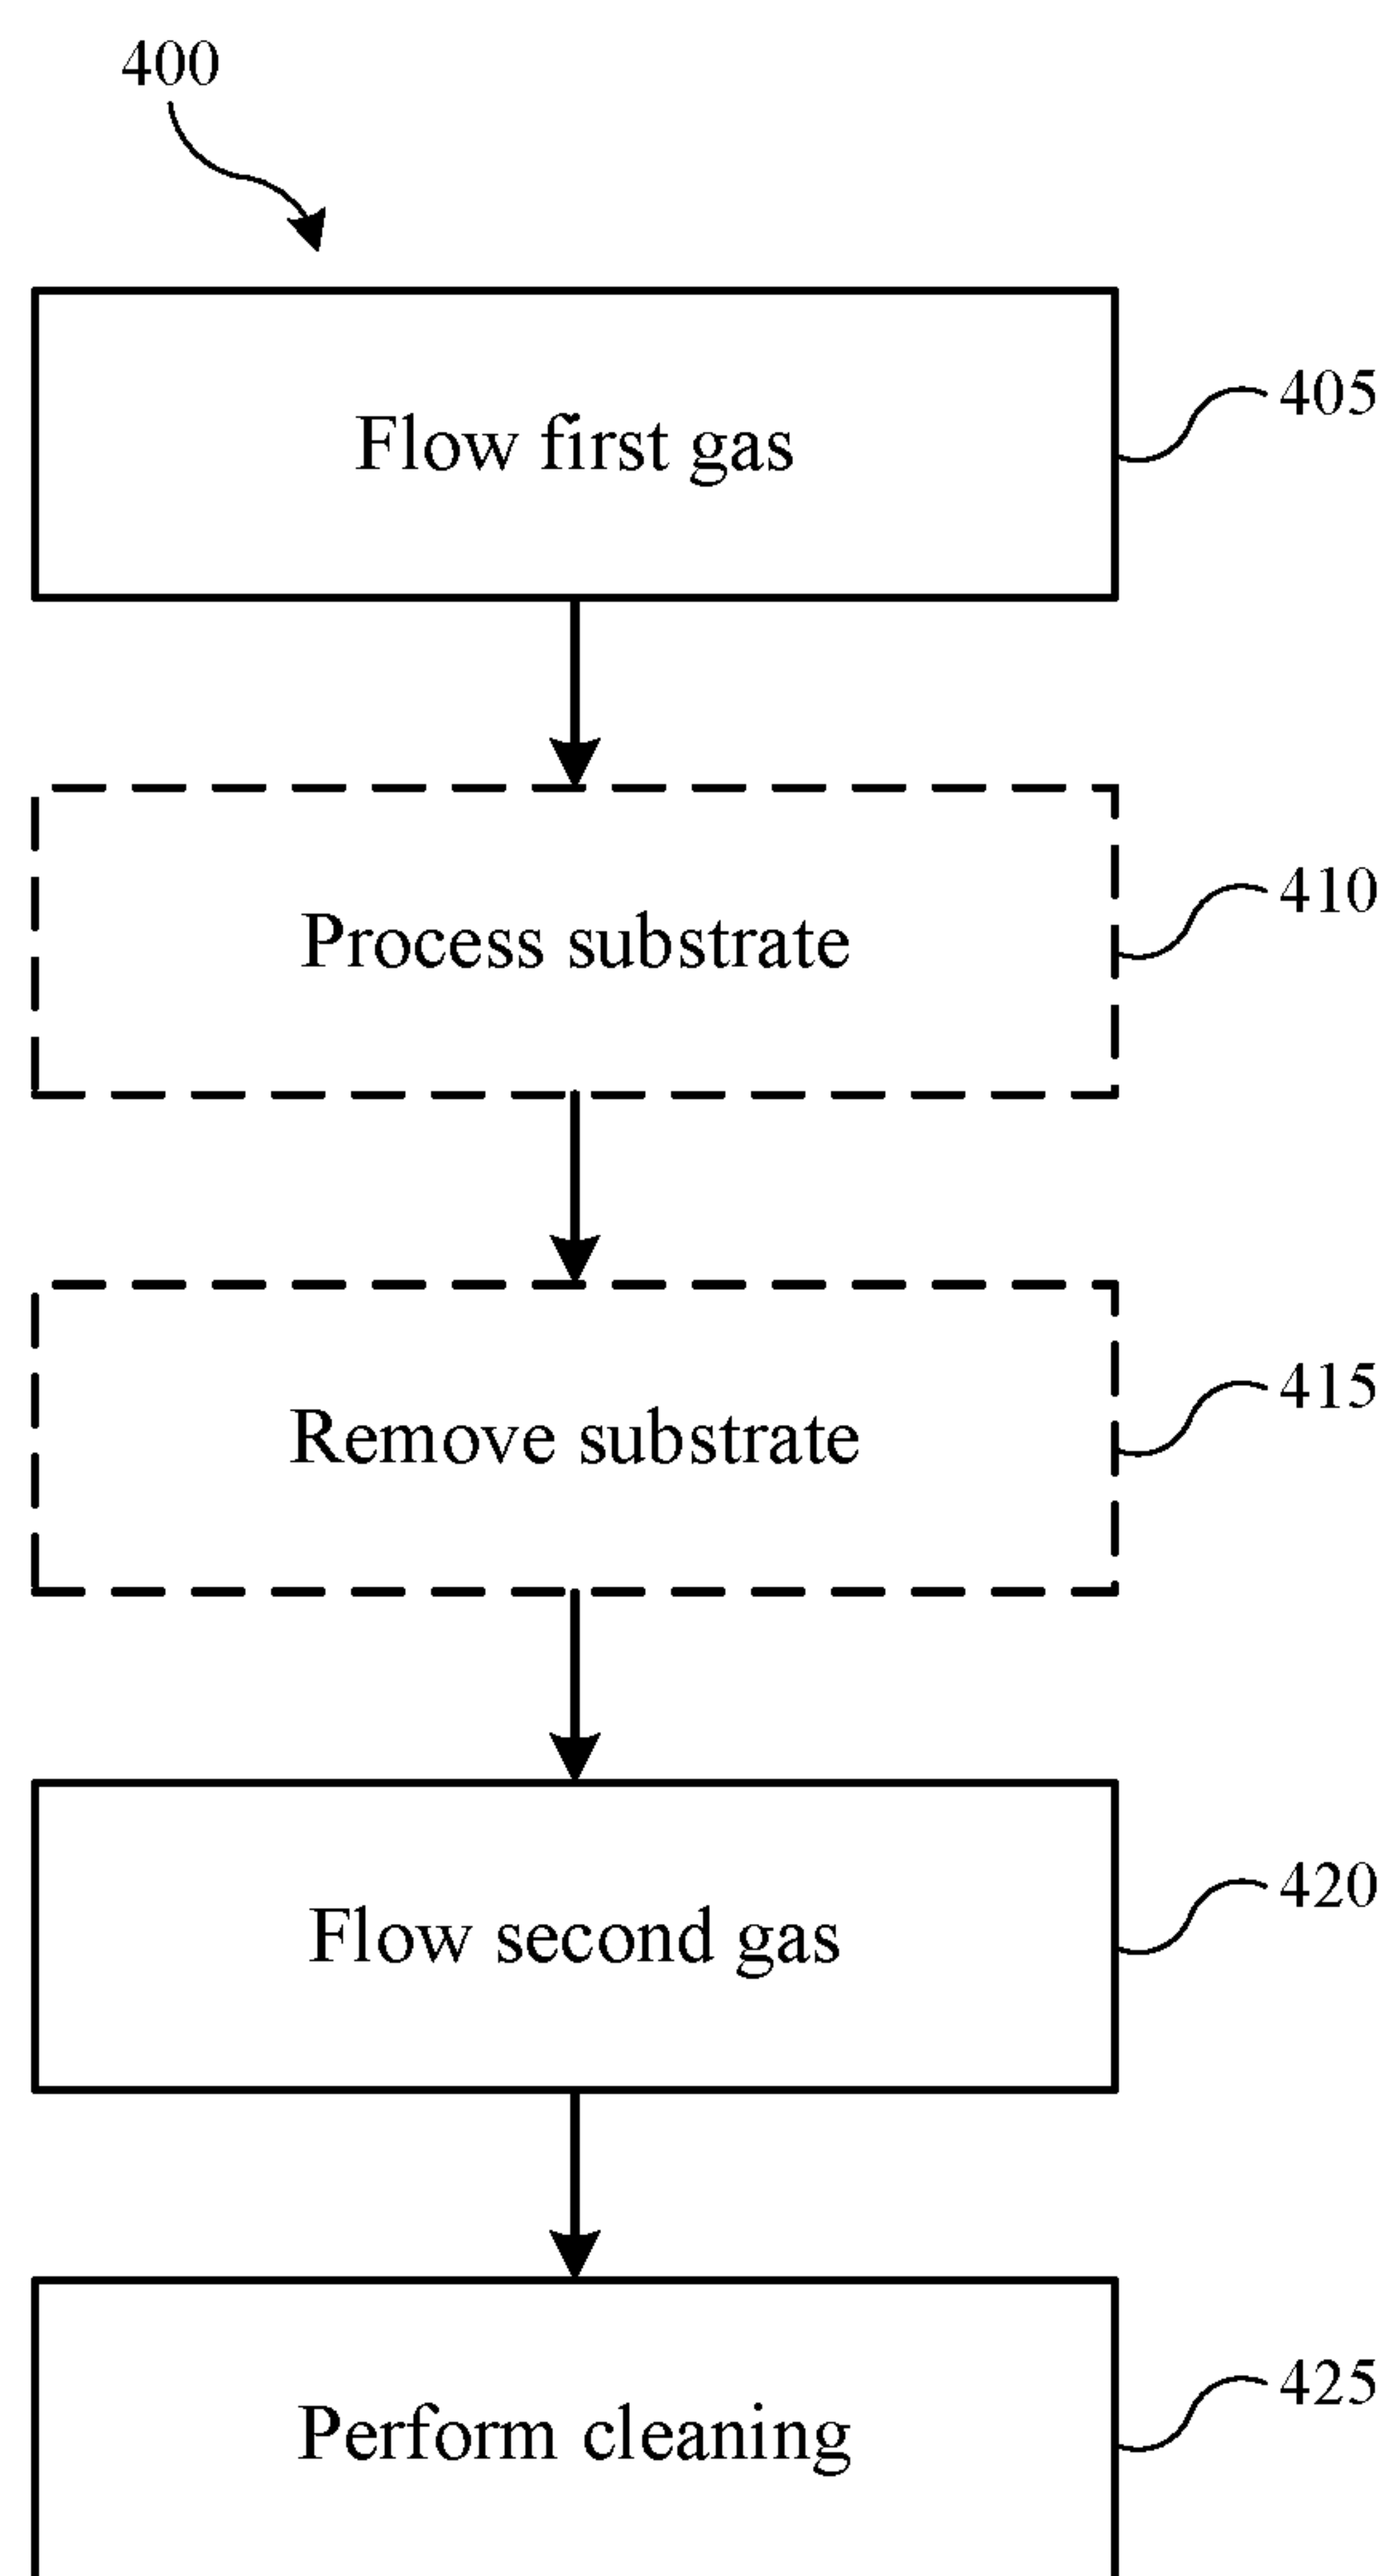 400
Flow first gas
405
Process substrate
410
Remove substrate
415
Flow second gas
420
Perform cleaning
425